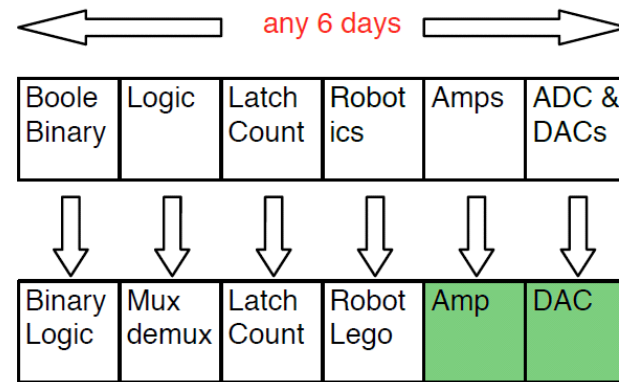 any 6 days
Boole
Binary
Logic
Latch
Count
Robot
ics
Amps
ADC &
DACs
Binary
Logic
Mux
demux
Latch
Count
Robot
Lego
Amp
DAC